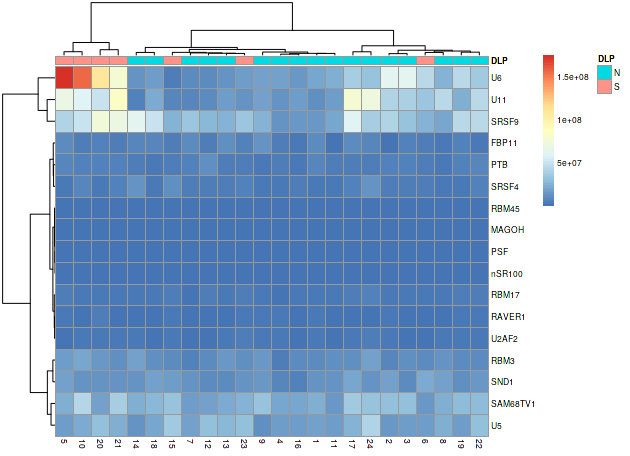 DLP
U6
U11
SRSF9
FBP11
PTB
SRSF4
RBM45
MAGOH
PSF
nSR100
RBM17
RAVER1
U2AF2
RBM3
SND1
SAM68TV1
U5
5 10 20 21 14 18 15 7 12 13 23 9 4 16 1 11 17 24 2 3 6 8 19 22
1.5e+08
1e+08
5e+07
DLP
N
S